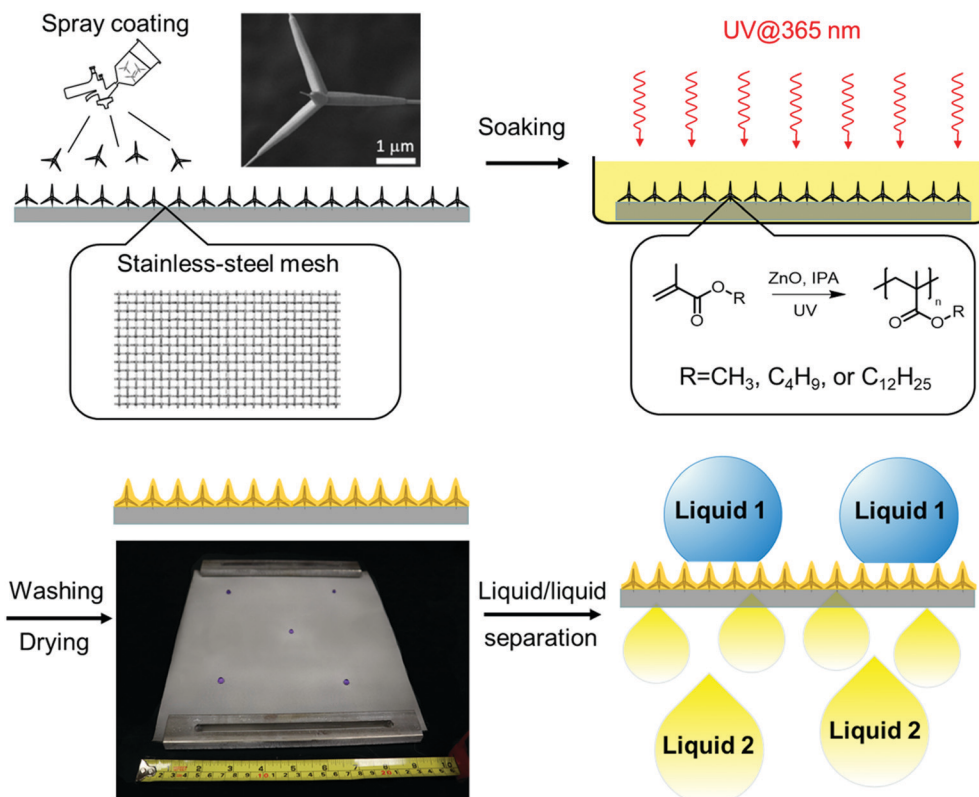 Spray coating
1 μm
Soaking
UV@365 nm
Stainless-steel mesh
O
R
O
ZnO, IPA
UV
n
O
O
R
R=CH₃, C₄H₉, or C₁₂H₂₅
Washing
Drying
Liquid/liquid
separation
Liquid 1
Liquid 1
Liquid 2
Liquid 2